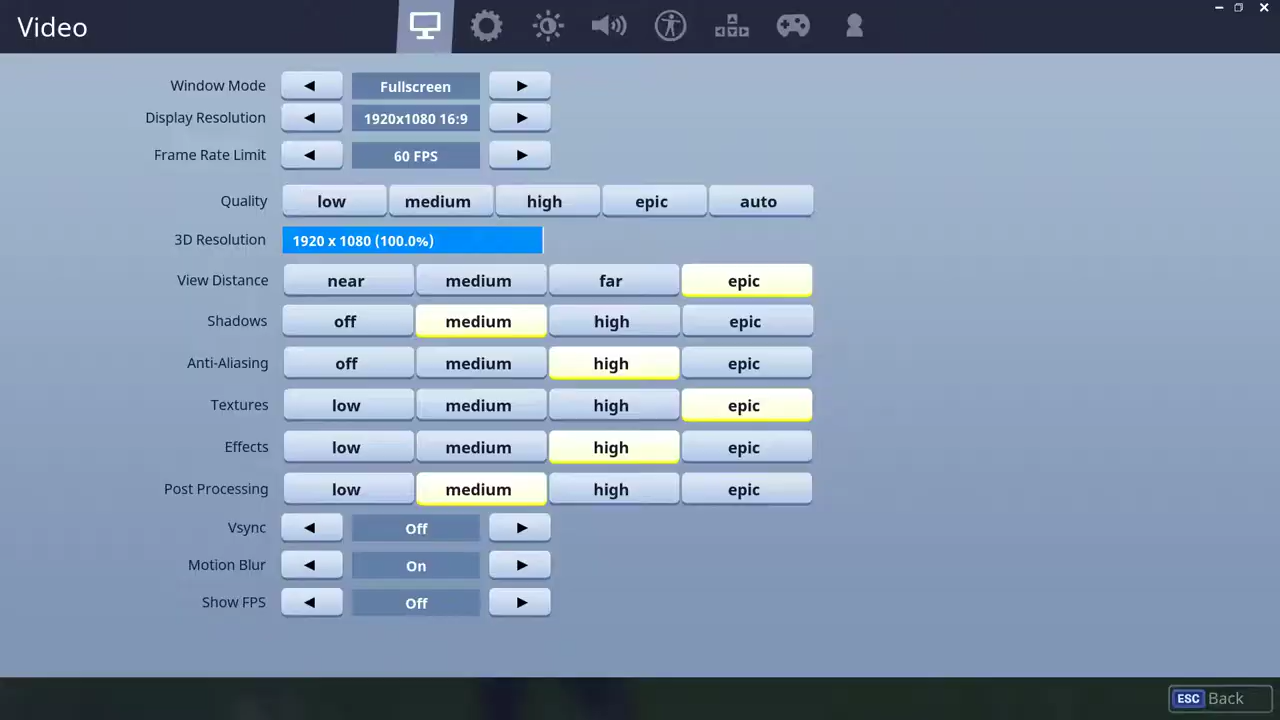 Video
Window Mode Fullscreen
Display Resolution 1920x1080 16:9
Frame Rate Limit 60 FPS
Quality low medium high epic auto
3D Resolution 1920 x 1080 (100.0%)
View Distance near medium far epic
Shadows off medium high epic
Anti-Aliasing off medium high epic
Textures low medium high epic
Effects low medium high epic
Post Processing low medium high epic
Vsync Off
Motion Blur On
Show FPS Off
ESC Back